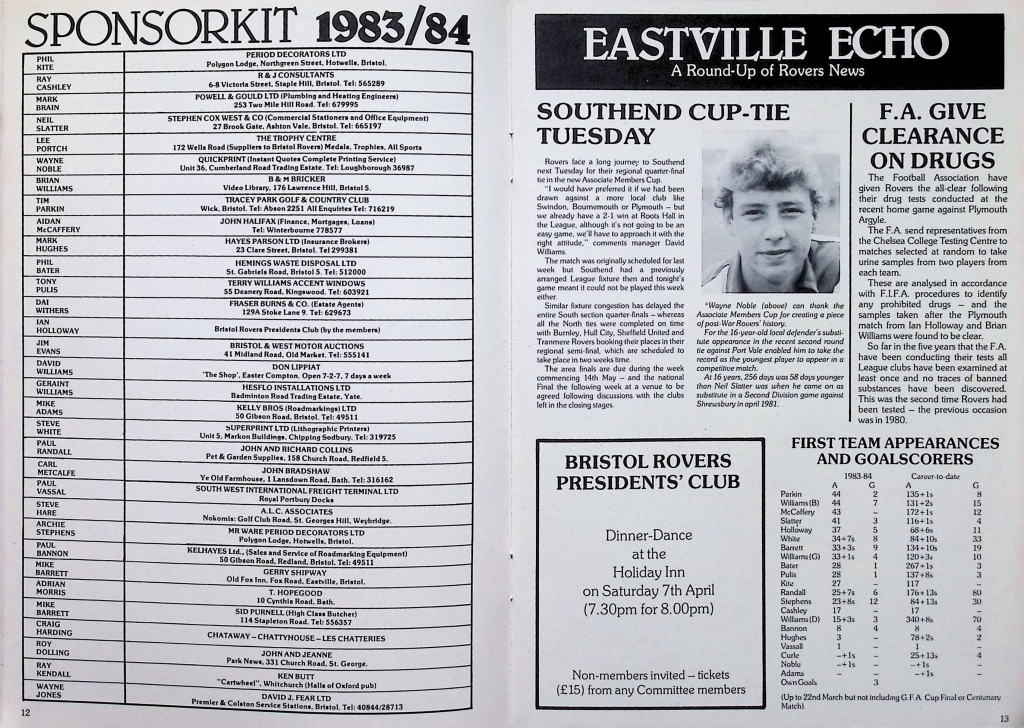 SPONSORKIT 1983/84
PHIL KITE
PERIOD DECORATORS LTD
Polygon Lodge, Northgreen Street, Hotwells, Bristol.
RAY CASHLEY
R & J CONSULTANTS
6-8 Victoria Street, Staple Hill, Bristol. Tel: 565289
MARK BRAIN
POWELL & GOULD LTD (Plumbing and Heating Engineers)
253 Two Mile Hill Road. Tel: 679995
NEIL SLATTER
STEPHEN COX WEST & CO (Commercial Stationers and Office Equipment)
27 Brook Gate, Ashton Vale, Bristol. Tel: 665197
LEE PORTCH
THE TROPHY CENTRE
172 Wells Road (Suppliers to Bristol Rovers) Medals, Trophies, All Sports
WAYNE NOBLE
QUICKPRINT (Instant Quotes Complete Printing Service)
Unit 36, Cumberland Road Trading Estate. Tel: Loughborough 36987
BRIAN WILLIAMS
B & M BRICKER
Video Library, 176 Lawrence Hill, Bristol 5.
TIM PARKIN
TRACEY PARK GOLF & COUNTRY CLUB
Wick, Bristol. Tel: Abson 2251 All Enquiries Tel: 716219
AIDAN McCAFFERY
JOHN HALIFAX (Finance, Mortgages, Loans)
Tel: Winterbourne 778577
MARK HUGHES
HAYES PARSON LTD (Insurance Brokers)
23 Clare Street, Bristol. Tel 299381
PHIL BATER
HEMINGS WASTE DISPOSAL LTD
St. Gabriels Road, Bristol 5. Tel: 512000
TONY PULIS
TERRY WILLIAMS ACCENT WINDOWS
55 Deanery Road, Kingswood. Tel: 603921
DAI WITHERS
FRASER BURNS & CO. (Estate Agents)
129A Stoke Lane 9. Tel: 629673
IAN HOLLOWAY
Bristol Rovers Presidents Club (by the members)
JIM EVANS
BRISTOL & WEST MOTOR AUCTIONS
41 Midland Road, Old Market. Tel: 555141
DAVID WILLIAMS
DON LIPPIAT
'The Shop', Easter Compton. Open 7-2-7, 7 days a week
GERAINT WILLIAMS
HESFLO INSTALLATIONS LTD
Badminton Road Trading Estate, Yate.
MIKE ADAMS
KELLY BROS (Roadmarkings) LTD
50 Gibson Road, Bristol. Tel: 49511
STEVE WHITE
SUPERPRINT LTD (Lithographic Printers)
Unit 5, Markon Buildings, Chipping Sodbury. Tel: 319725
PAUL RANDALL
JOHN AND RICHARD COLLINS
Pet & Garden Supplies, 158 Church Road, Redfield 5.
CARL METCALFE
JOHN BRADSHAW
Ye Old Farmhouse, 1 Lansdown Road, Bath. Tel: 316162
PAUL VASSAL
SOUTH WEST INTERNATIONAL FREIGHT TERMINAL LTD
Royal Portbury Docks
STEVE HARE
A.L.C. ASSOCIATES
Nokomis: Golf Club Road, St. Georges Hill, Weybridge.
ARCHIE STEPHENS
MR WARE PERIOD DECORATORS LTD
Polygon Lodge, Hotwells, Bristol.
PAUL BANNON
KELHAYES Ltd., (Sales and Service of Roadmarking Equipment)
50 Gibson Road, Redland, Bristol. Tel: 49511
MIKE BARRETT
GERRY SHIPWAY
Old Fox Inn, Fox Road, Eastville, Bristol.
ADRIAN MORRIS
T. HOPEGOOD
10 Cynthia Road, Bath.
MIKE BARRETT
SID PURNELL (High Class Butcher)
114 Stapleton Road. Tel: 556357
CRAIG HARDING
CHATAWAY – CHATTYHOUSE – LES CHATTERIES
ROY DOLLING
JOHN AND JEANNE
Park News, 331 Church Road, St. George.
RAY KENDALL
KEN BUTT
"Cartwheel", Whitchurch (Halls of Oxford pub)
WAYNE JONES
DAVID J. FEAR LTD
Premier & Colston Service Stations, Bristol. Tel: 40844/28713
12
EASTVILLE ECHO
A Round-Up of Rovers News
SOUTHEND CUP-TIE
TUESDAY
Rovers face a long journey to Southend
next Tuesday for their regional quarter-final
tie in the new Associate Members Cup.
"I would have preferred it if we had been
drawn against a more local club like
Swindon, Bournemouth or Plymouth – but
we already have a 2-1 win at Roots Hall in
the League, although it's not going to be an
easy game, we'll have to approach it with the
right attitude," comments manager David
Williams.
The match was originally scheduled for last
week but Southend had a previously
arranged League fixture then and tonight's
game meant it could not be played this week
either.
Similar fixture congestion has delayed the
entire South section quarter-finals – whereas
all the North ties were completed on time
with Burnley, Hull City, Sheffield United and
Tranmere Rovers booking their places in their
regional semi-final, which are scheduled to
take place in two weeks time.
The area finals are due during the week
commencing 14th May – and the national
Final the following week at a venue to be
agreed following discussions with the clubs
left in the closing stages.
*Wayne Noble (above) can thank the
Associate Members Cup for creating a piece
of post-War Rovers' history.
For the 16-year-old local defender's substi-
tute appearance in the recent second round
tie against Port Vale enabled him to take the
record as the youngest player to appear in a
competitive match.
At 16 years, 256 days was 58 days younger
than Neil Slatter was when he came on as
substitute in a Second Division game against
Shrewsbury in april 1981.
F.A. GIVE
CLEARANCE
ON DRUGS
The Football Association have
given Rovers the all-clear following
their drug tests conducted at the
recent home game against Plymouth
Argyle.
The F.A. send representatives from
the Chelsea College Testing Centre to
matches selected at random to take
urine samples from two players from
each team.
These are analysed in accordance
with F.I.F.A. procedures to identify
any prohibited drugs – and the
samples taken after the Plymouth
match from Ian Holloway and Brian
Williams were found to be clear.
So far in the five years that the F.A.
have been conducting their tests all
League clubs have been examined at
least once and no traces of banned
substances have been discovered.
This was the second time Rovers had
been tested – the previous occasion
was in 1980.
BRISTOL ROVERS
PRESIDENTS' CLUB
Dinner-Dance
at the
Holiday Inn
on Saturday 7th April
(7.30pm for 8.00pm)
Non-members invited – tickets
(£15) from any Committee members
FIRST TEAM APPEARANCES
AND GOALSCORERS
1983-84 Career-to-date
A G A G
Parkin 44 2 135+1s 8
Williams (B) 44 7 131+2s 15
McCaffery 43 – 172+1s 12
Slatter 41 3 116+1s 4
Holloway 37 5 68+6s 11
White 34+7s 8 84+10s 33
Barrett 33+3s 9 134+10s 19
Williams (G) 33+1s 4 120+3s 10
Bater 28 1 267+1s 3
Pulis 28 1 137+8s 3
Kite 27 – 117 –
Randall 25+7s 6 176+13s 80
Stephens 23+8s 12 84+13s 30
Cashley 17 – 17 –
Williams (D) 15+3s 3 340+8s 70
Bannon 8 4 8 4
Hughes 3 – 78+2s 2
Vassall 1 – 1 –
Curle –+1s – 25+13s 4
Noble –+1s – –+1s –
Adams – – –+1s –
Own Goals 3
(Up to 22nd March but not including G.F.A. Cup Final or Centenary
Match).
13